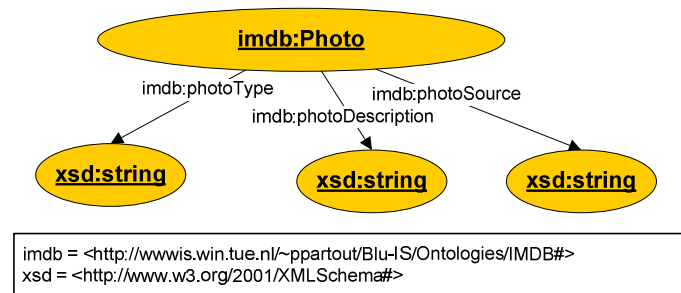 imdb:Photo
imdb:photoType
imdb:photoSource
imdb:photoDescription
xsd:string
xsd:string
xsd:string
imdb = <http://wwwis.win.tue.nl/~ppartout/Blu-IS/Ontologies/IMDB#>
xsd = <http://www.w3.org/2001/XMLSchema#>